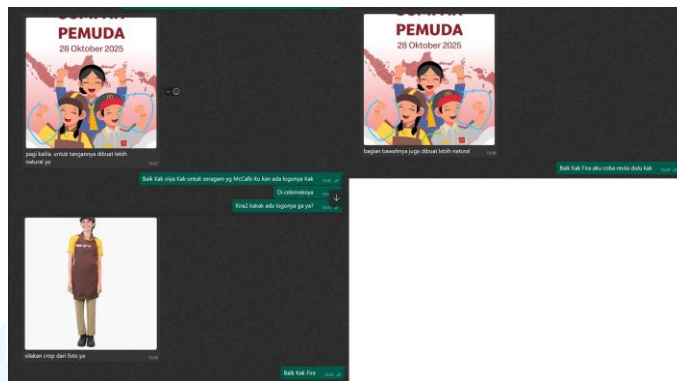 PEMUDA
28 Oktober 2025
pagi kalila, untuk tangannya dibuat lebih
natural ya
Baik Kak oiya Kak untuk seragam yg McCafe itu kan ada logonya Kak
Di celemeknya
Kira2 kakak ada logonya ga ya?
silakan crop dari foto ya
Baik Kak Fira
PEMUDA
28 Oktober 2025
bagian bawahnya juga dibuat lebih natural
Baik Kak Fira aku coba revisi dulu kak